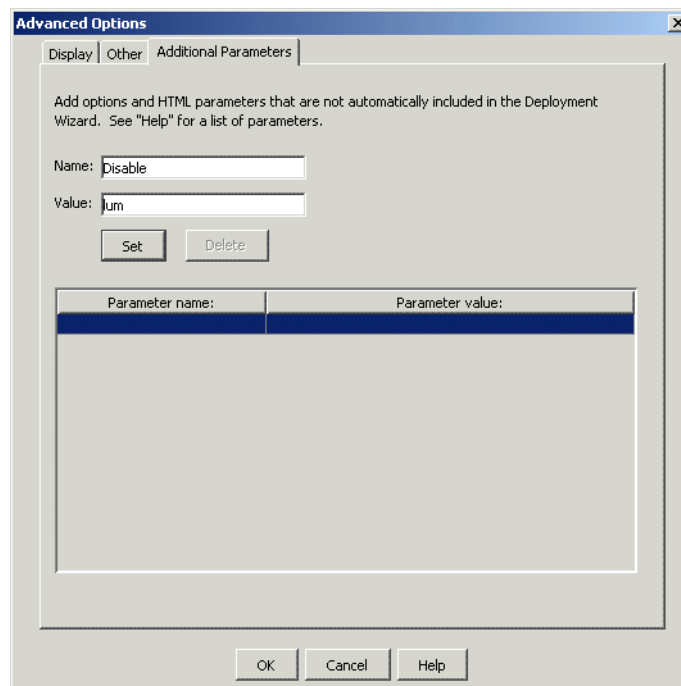 Advanced Options
Display Other Additional Parameters
Add options and HTML parameters that are not automatically included in the Deployment
Wizard. See "Help" for a list of parameters.
Name: Disable
Value: lum
Set Delete
Parameter name: Parameter value:
OK Cancel Help